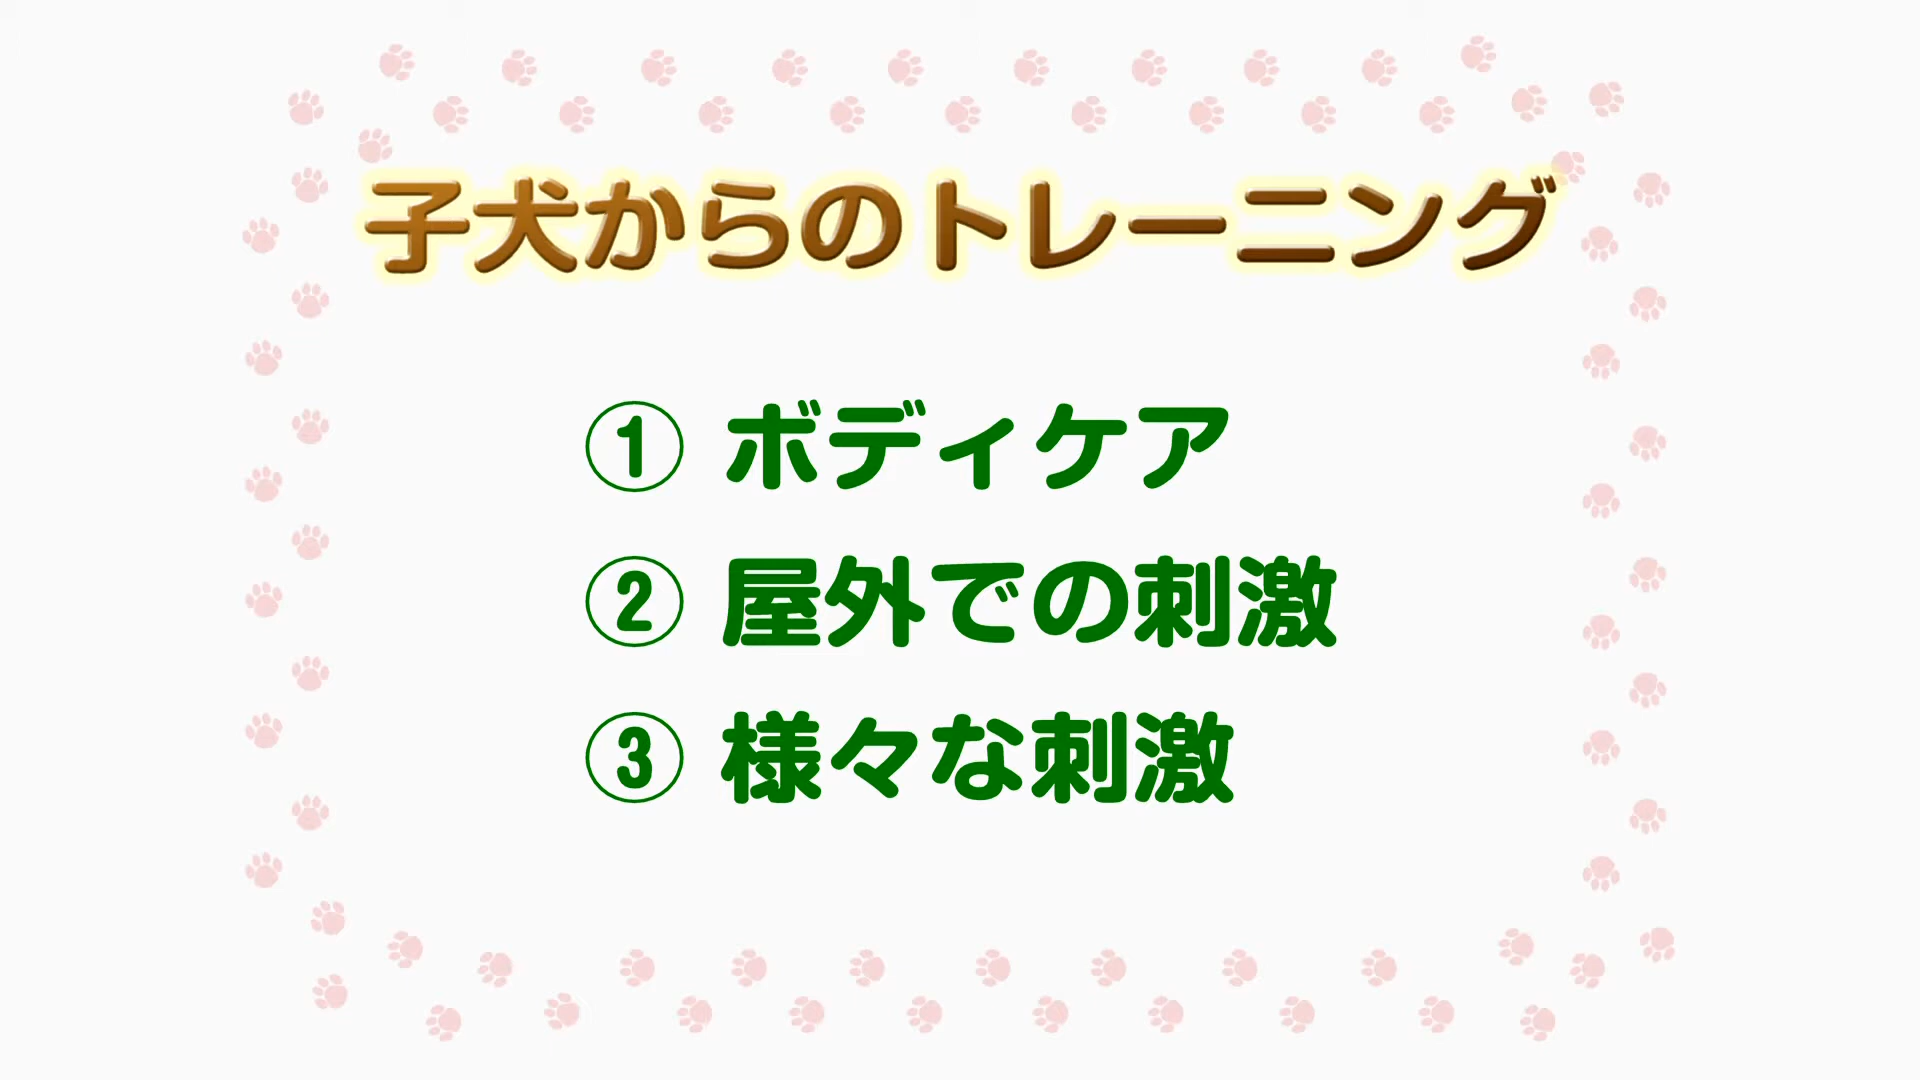 子犬からのトレーニング
① ボディケア
② 屋外での刺激
③ 様々な刺激